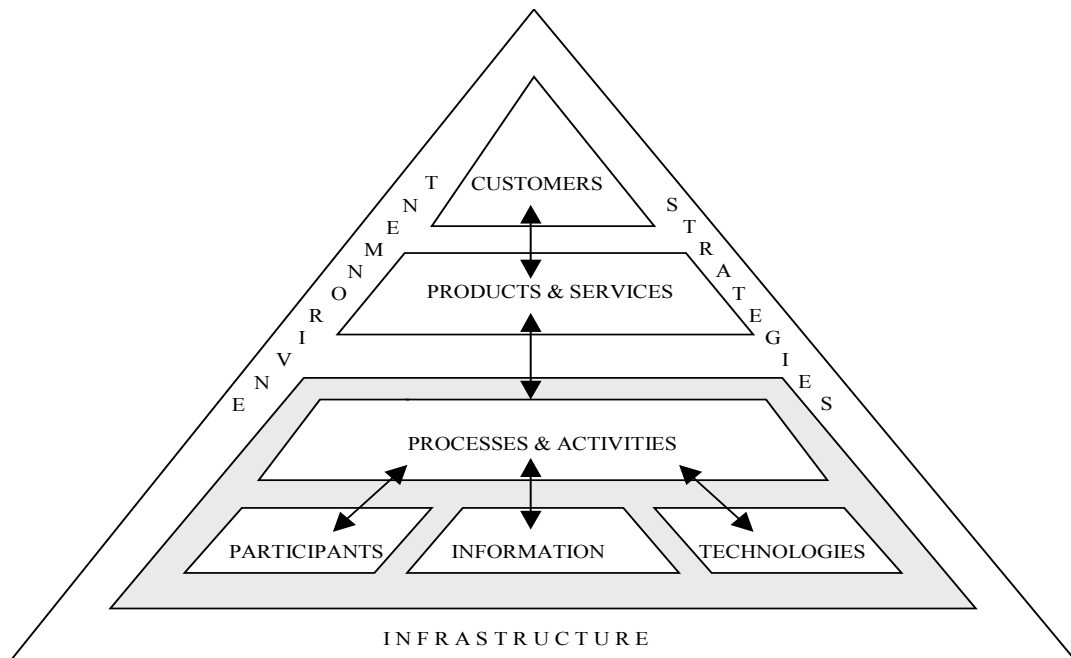 CUSTOMERS
ENVIRONMENT
STRATEGIES
PRODUCTS & SERVICES
PROCESSES & ACTIVITIES
PARTICIPANTS
INFORMATION
TECHNOLOGIES
INFRASTRUCTURE